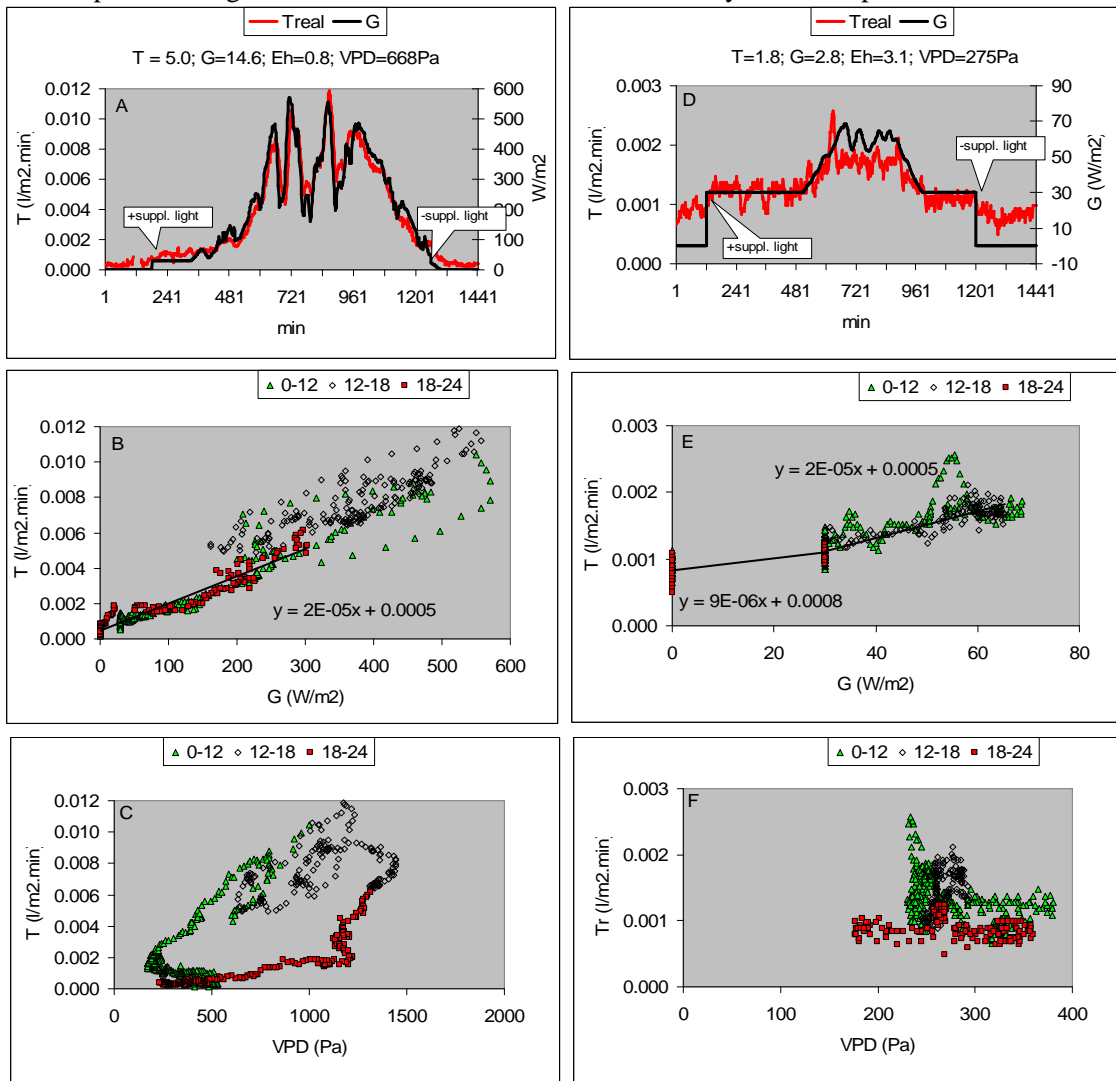 Treal G
T = 5.0; G=14.6; Eh=0.8; VPD=668Pa
A
T (l/m2.min)
0.012
0.010
0.008
0.006
0.004
0.002
0.000
600
500
400
300
200
100
0
W/m2
+suppl. light
-suppl. light
1 241 481 721 961 1201 1441
min
Treal G
T=1.8; G=2.8; Eh=3.1; VPD=275Pa
D
T (l/m2.min)
0.003
0.002
0.001
0.000
90
70
50
30
10
-10
G (W/m2)
-suppl. light
+suppl. light
1 241 481 721 961 1201 1441
min
0-12 12-18 18-24
B
T (l/m2.min)
0.012
0.010
0.008
0.006
0.004
0.002
0.000
y = 2E-05x + 0.0005
0 100 200 300 400 500 600
G (W/m2)
0-12 12-18 18-24
E
T (l/m2.min)
0.003
0.002
0.001
0.000
y = 2E-05x + 0.0005
y = 9E-06x + 0.0008
0 20 40 60 80
G (W/m2)
0-12 12-18 18-24
C
T (l/m2.min)
0.012
0.010
0.008
0.006
0.004
0.002
0.000
0 500 1000 1500 2000
VPD (Pa)
0-12 12-18 18-24
F
Tr (l/m2.min)
0.003
0.002
0.001
0.000
0 100 200 300 400
VPD (Pa)